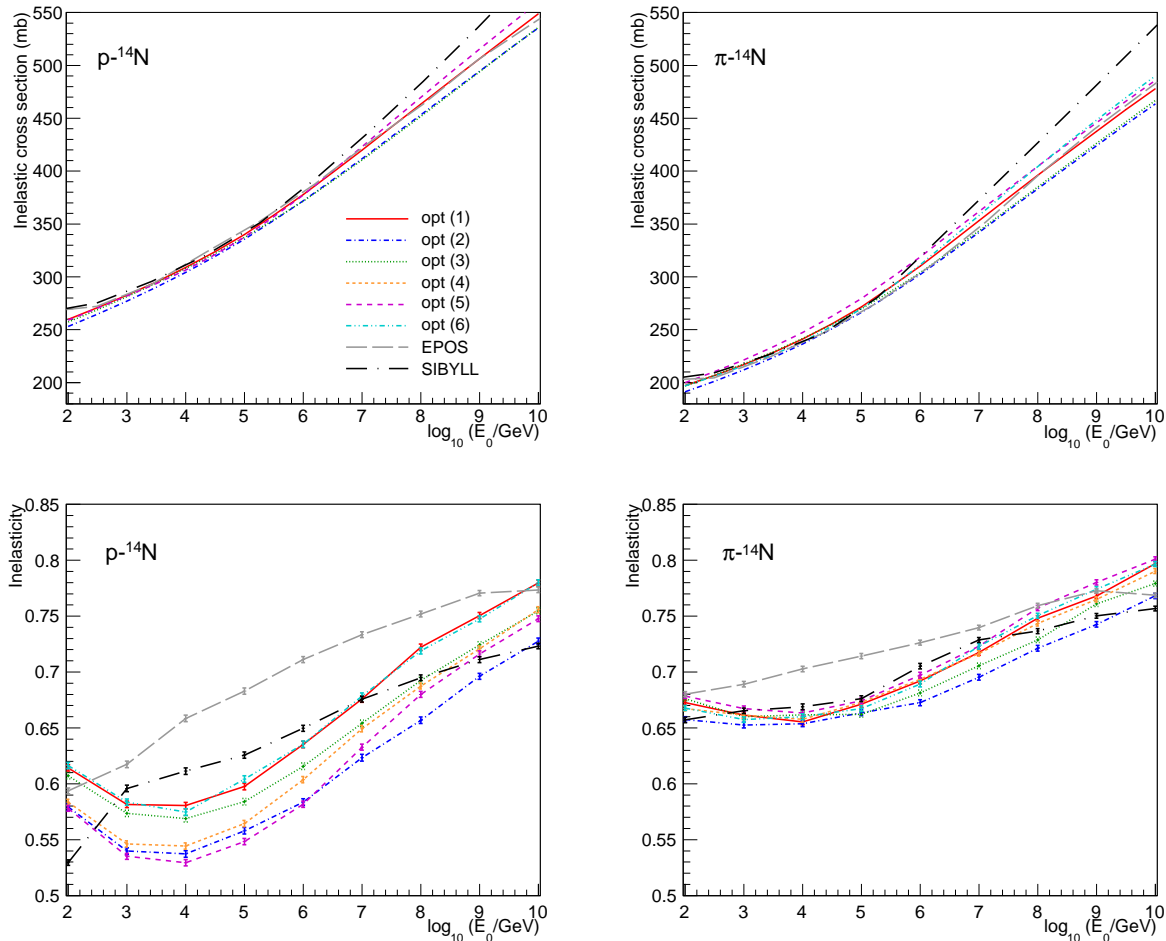 Inelastic cross section (mb)
p-¹⁴N
550
500
450
400
350
300
250
200
opt (1)
opt (2)
opt (3)
opt (4)
opt (5)
opt (6)
EPOS
SIBYLL
2 3 4 5 6 7 8 9 10
log₁₀ (E₀/GeV)
Inelastic cross section (mb)
π-¹⁴N
550
500
450
400
350
300
250
200
2 3 4 5 6 7 8 9 10
log₁₀ (E₀/GeV)
Inelasticity
p-¹⁴N
0.85
0.8
0.75
0.7
0.65
0.6
0.55
0.5
2 3 4 5 6 7 8 9 10
log₁₀ (E₀/GeV)
Inelasticity
π-¹⁴N
0.85
0.8
0.75
0.7
0.65
0.6
0.55
0.5
2 3 4 5 6 7 8 9 10
log₁₀ (E₀/GeV)